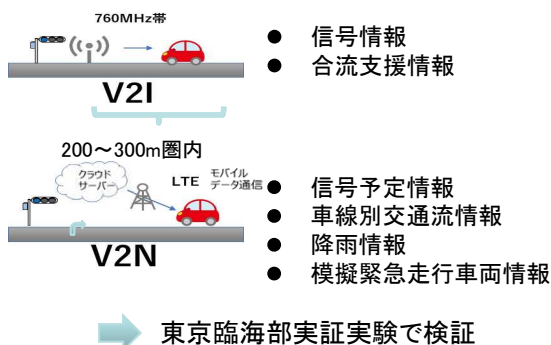 760MHz帯
● 信号情報
● 合流支援情報
V2I
200～300m圏内
クラウド
サーバー
LTE
モバイル
データ通信
● 信号予定情報
● 車線別交通流情報
● 降雨情報
● 模擬緊急走行車両情報
V2N
東京臨海部実証実験で検証